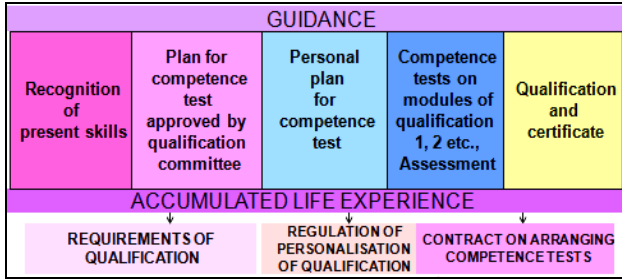 GUIDANCE
Recognition
of
present skills
Plan for
competence
test
approved by
qualification
committee
Personal
plan
for
competence
test
Competence
tests on
modules of
qualification
1, 2 etc.,
Assessment
Qualification
and
certificate
ACCUMULATED LIFE EXPERIENCE
REQUIREMENTS OF
QUALIFICATION
REGULATION OF
PERSONALISATION
OF QUALIFICATION
CONTRACT ON ARRANGING
COMPETENCE TESTS